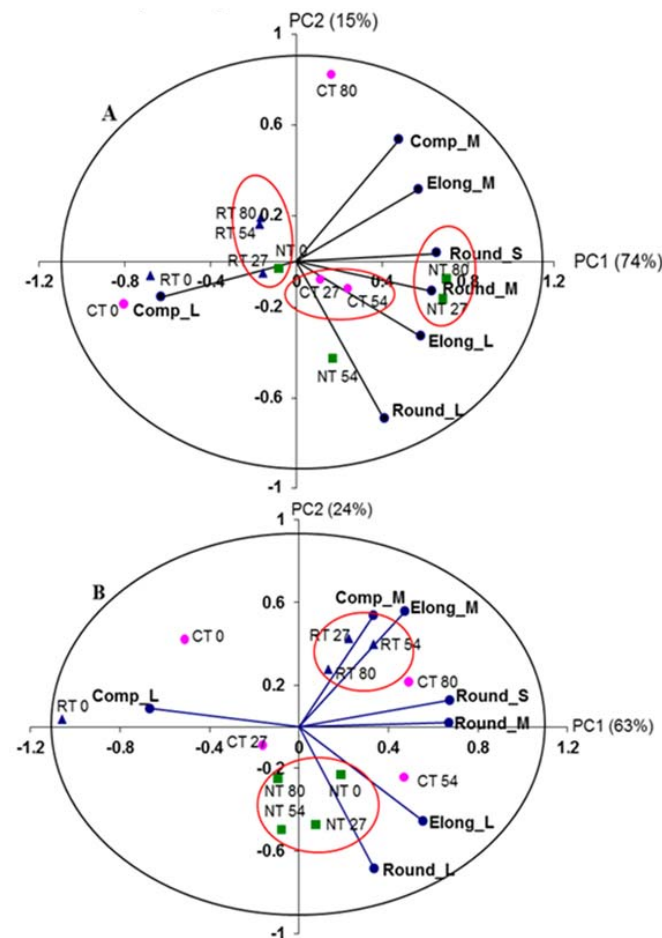 PC2 (15%)
1
CT 80
A
0.6
Comp_M
Elong_M
RT 80
0.2
RT 54
NT 0
Round_S
RT 27
NT 80
PC1 (74%)
-1.2
-0.8
-0.4
0
0.4
0.8
1.2
RT 0
CT 27
Round_M
CT 0
Comp_L
-0.2
CT 54
NT 27
Elong_L
NT 54
-0.6
Round_L
-1
PC2 (24%)
1
B
Comp_M
0.6
Elong_M
CT 0
RT 27
RT 54
RT 80
CT 80
Comp_L
0.2
Round_S
RT 0
Round_M
PC1 (63%)
-1.2
-0.8
-0.4
0
0.4
0.8
1.2
CT 27
-0.2
NT 80
NT 0
CT 54
NT 54
NT 27
Elong_L
-0.6
Round_L
-1